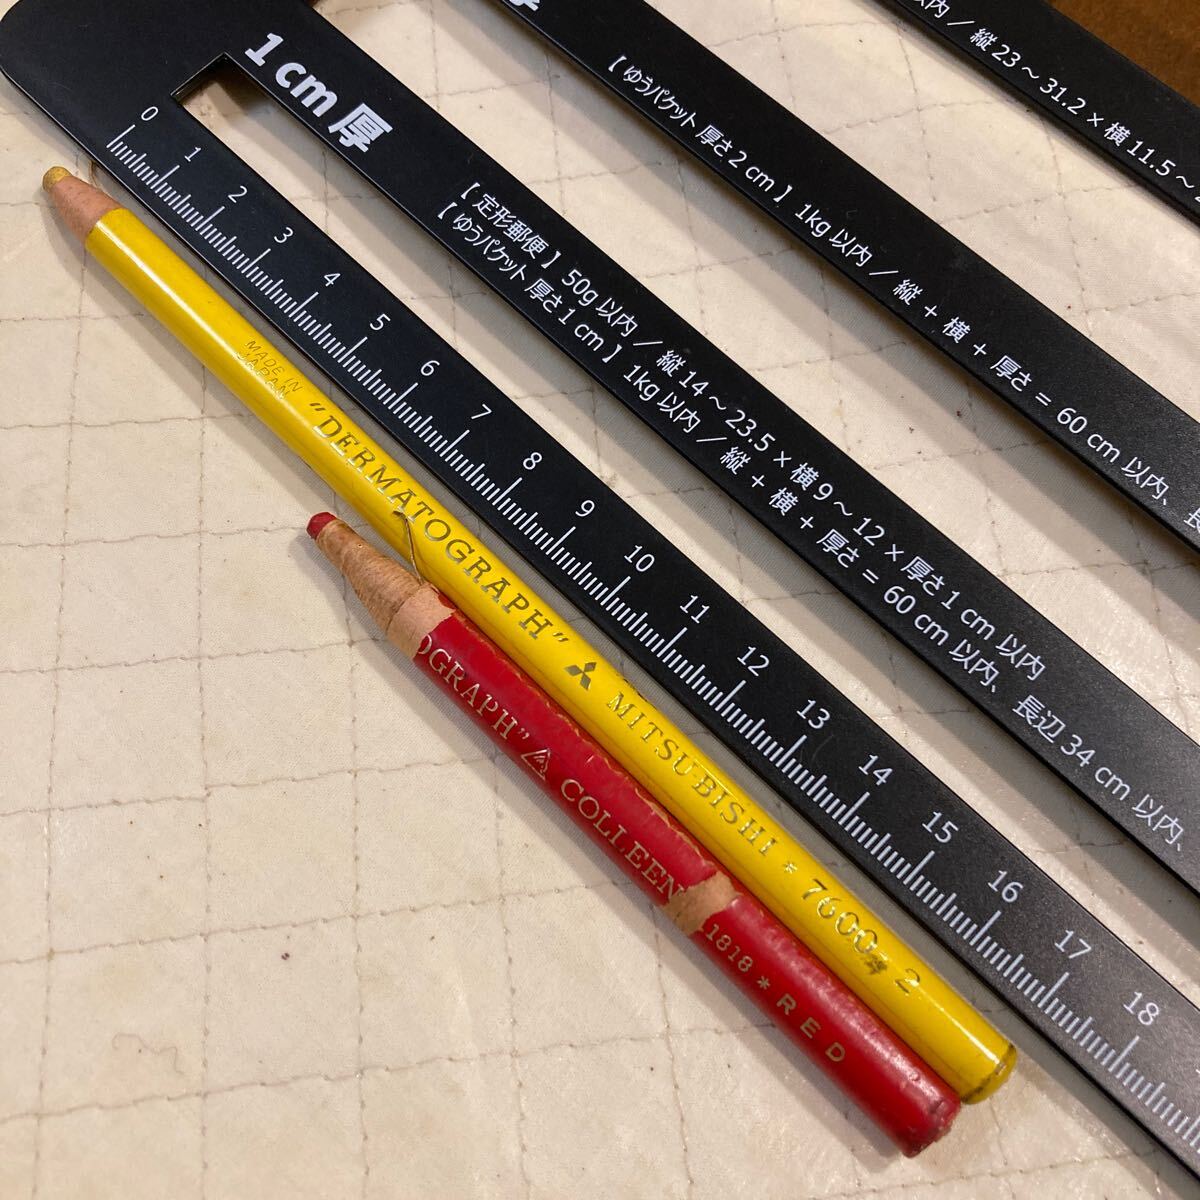 以内 / 縦 23 ～ 31.2 × 横 11.5 ～
【 ゆうパケット 厚さ 2 cm 】 1kg 以内 / 縦 + 横 + 厚さ = 60 cm 以内、
1 cm 厚
【 定形郵便 】 50g 以内 / 縦 14 ～ 23.5 × 横 9 ～ 12 × 厚さ 1 cm 以内
【 ゆうパケット 厚さ 1 cm 】 1kg 以内 / 縦 + 横 + 厚さ = 60 cm 以内、長辺 34 cm 以内、
0 1 2 3 4 5 6 7 8 9 10 11 12 13 14 15 16 17 18
MADE IN
JAPAN
"DERMATOGRAPH" MITSU-BISHI * 7600 - 2
OGRAPH" COLLEEN 1818 * RED